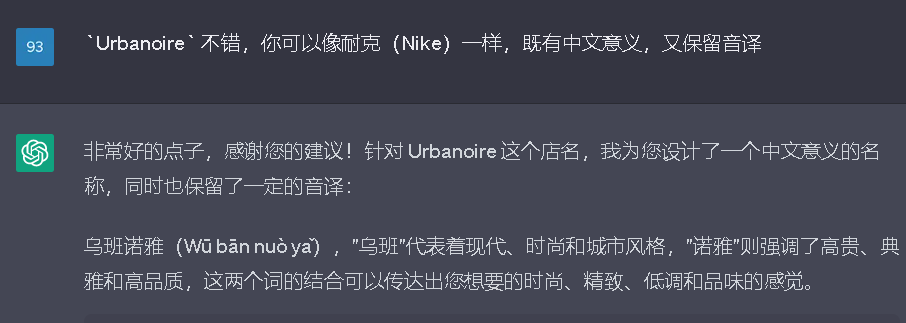 93
`Urbanoire` 不错，你可以像耐克（Nike）一样，既有中文意义，又保留音译
非常好的点子，感谢您的建议！针对 Urbanoire 这个店名，我为您设计了一个中文意义的名
称，同时也保留了一定的音译：
乌班诺雅（Wū bān nuò yǎ），"乌班"代表着现代、时尚和城市风格，"诺雅"则强调了高贵、典
雅和高品质，这两个词的结合可以传达出您想要的时尚、精致、低调和品味的感觉。